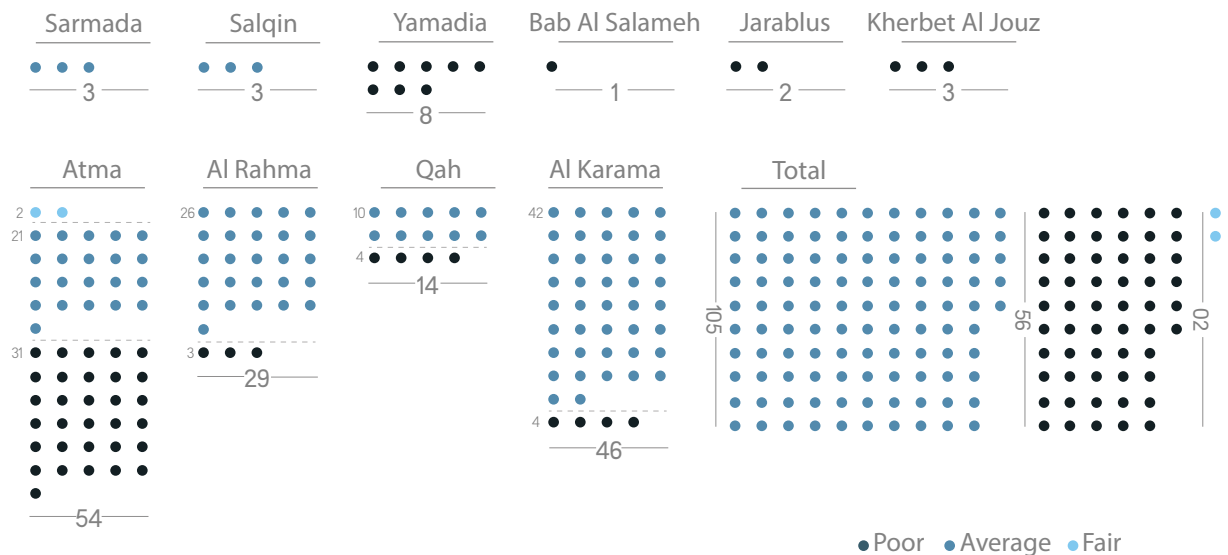 Sarmada Salqin Yamadia Bab Al Salameh Jarablus Kherbet Al Jouz
3 3 8 1 2 3
Atma Al Rahma Qah Al Karama Total
2 26 10 42
21
4
105 56 02
31 3
14
29
4
46
54
Poor Average Fair